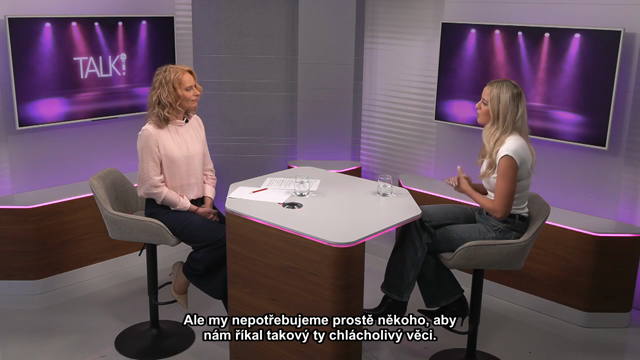 TALK!
Ale my nepotřebujeme prostě někoho, aby
nám říkal takový ty chlácholivý věci.